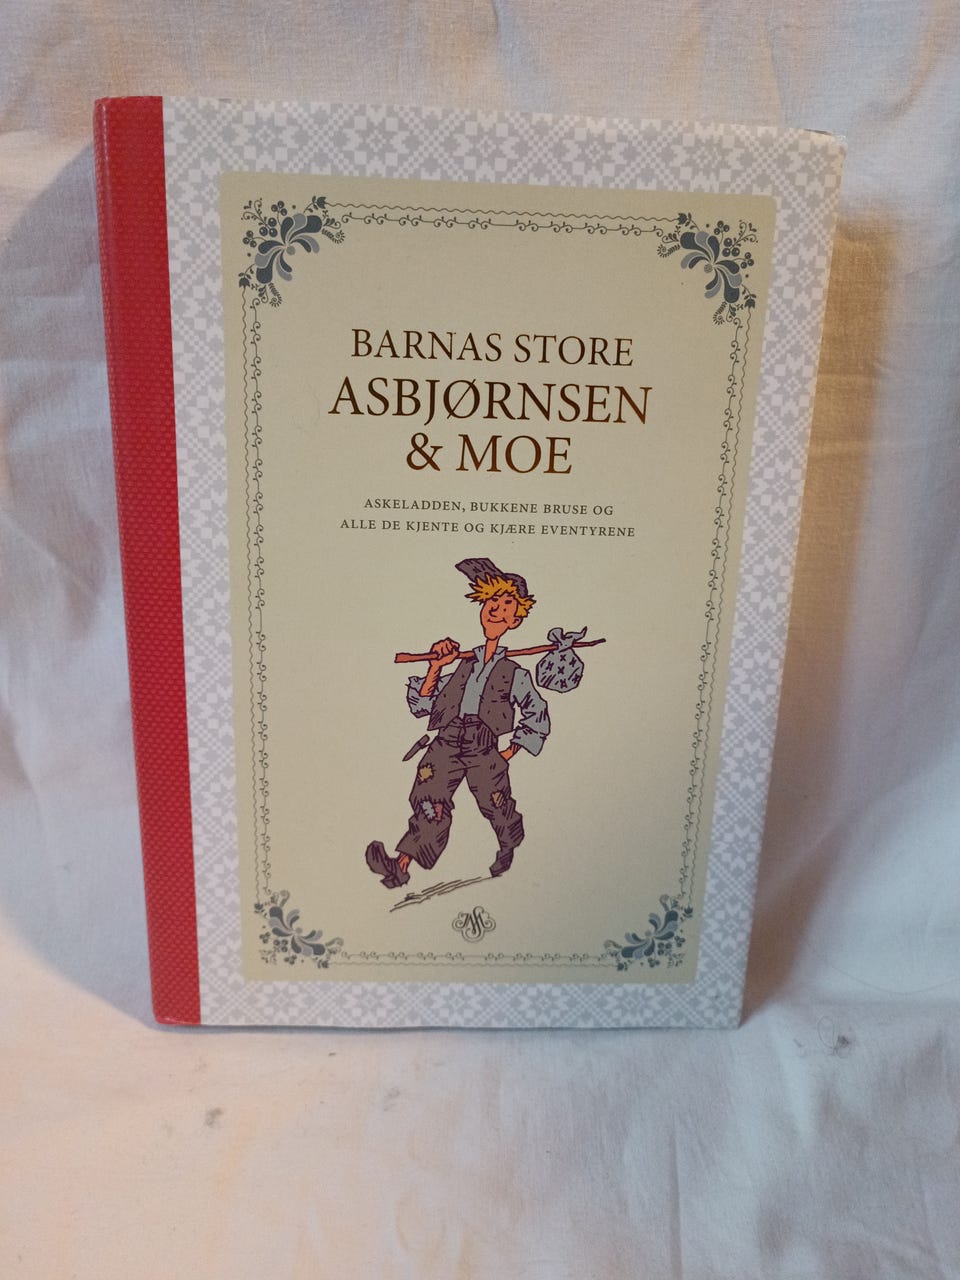 BARNAS STORE
ASBJØRNSEN
& MOE
ASKELADDEN, BUKKENE BRUSE OG
ALLE DE KJENTE OG KJÆRE EVENTYRENE